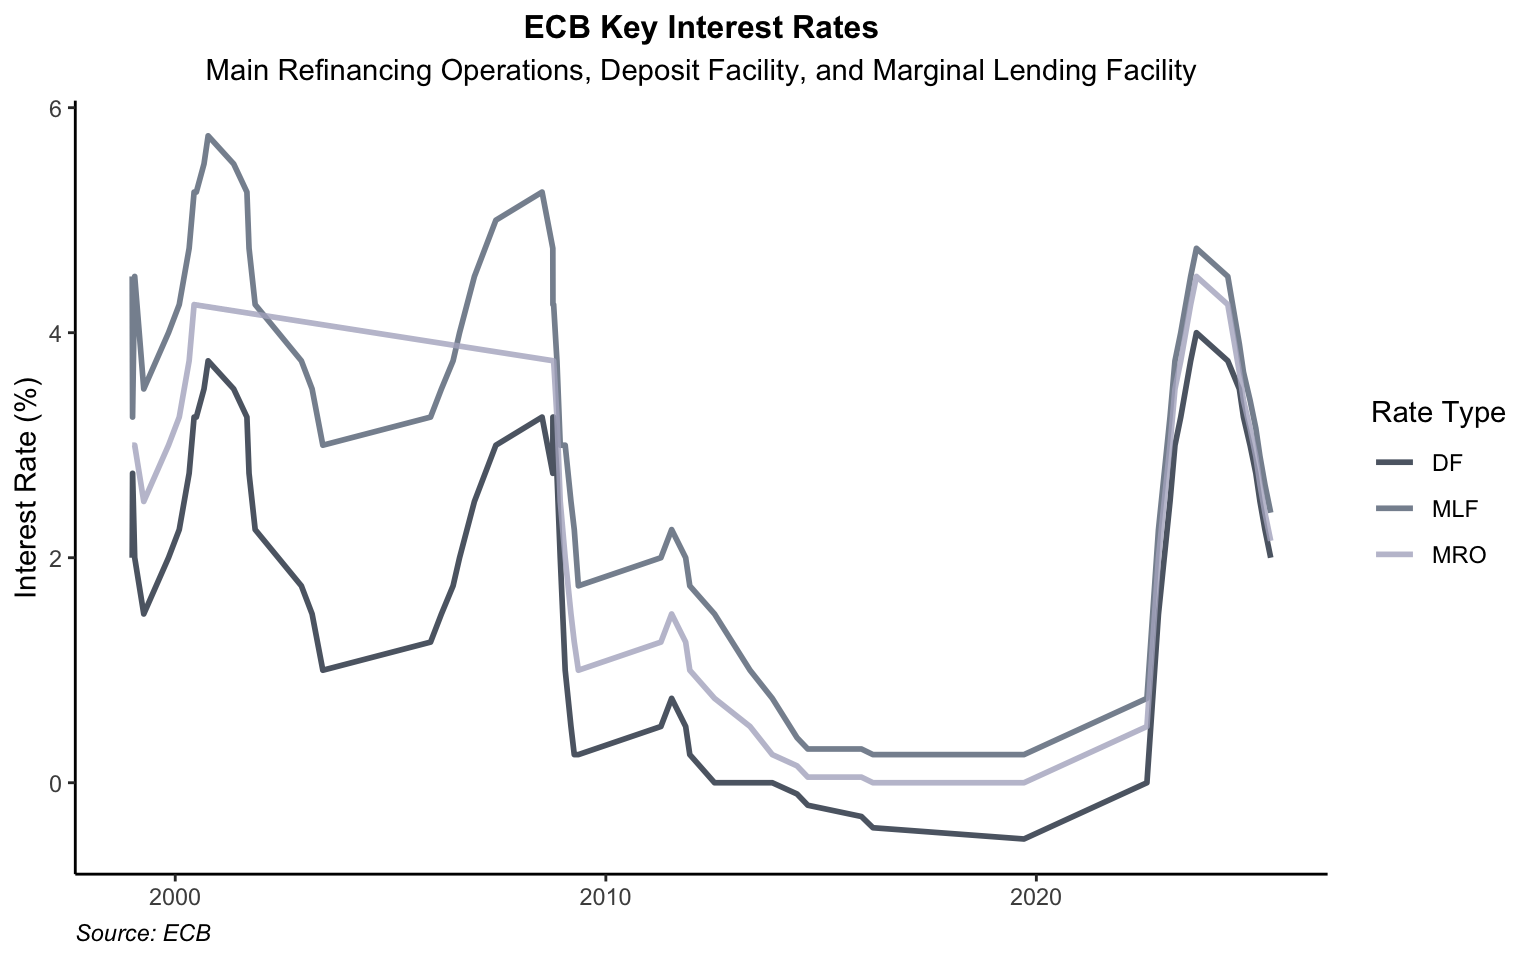 ECB Key Interest Rates
Main Refinancing Operations, Deposit Facility, and Marginal Lending Facility
Interest Rate (%)
6
4
2
0
2000
2010
2020
Rate Type
DF
MLF
MRO
Source: ECB